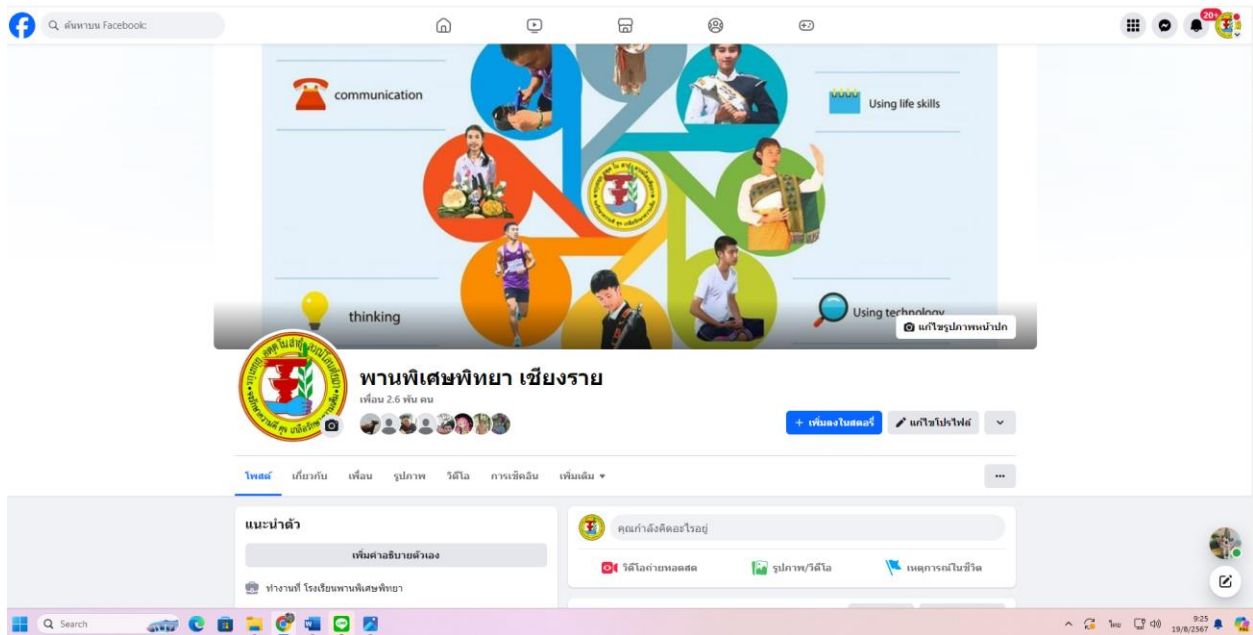 ค้นหาบน Facebook
20+
communication
Using life skills
thinking
Using technology
แก้ไขรูปภาพหน้าปก
พานพิเศษพิทยา เชียงราย
เพื่อน 2.6 พัน คน
+ เพิ่มลงในสตอรี่
แก้ไขโปรไฟล์
โพสต์ เกี่ยวกับ เพื่อน รูปภาพ วิดีโอ การเช็คอิน เพิ่มเติม
แนะนำตัว
คุณกำลังคิดอะไรอยู่
เพิ่มคำอธิบายตัวเอง
วิดีโอถ่ายทอดสด รูปภาพ/วิดีโอ เหตุการณ์ในชีวิต
ทำงานที่ โรงเรียนพานพิเศษพิทยา
Search
ไทย
9:25
19/8/2567